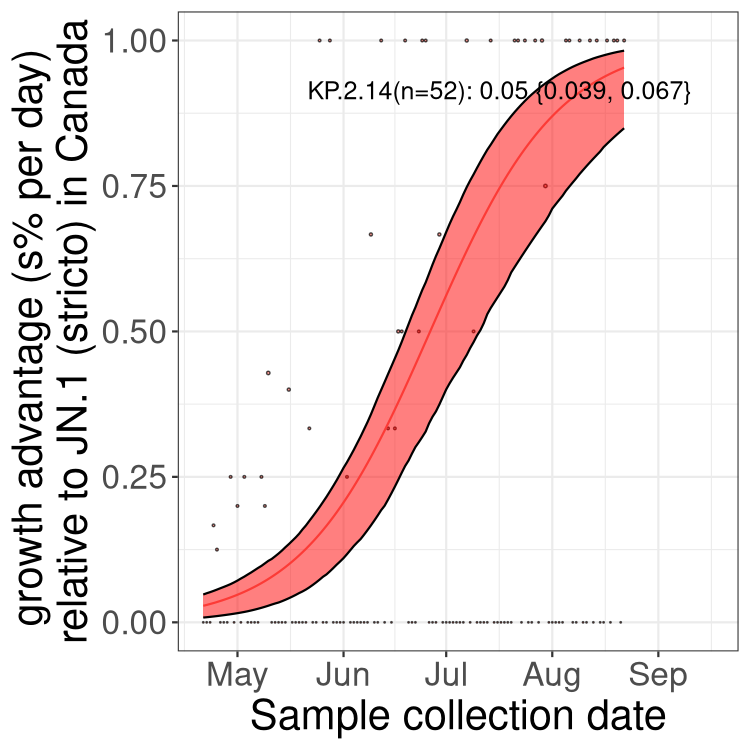 growth advantage (s% per day)
relative to JN.1 (stricto) in Canada
1.00
0.75
0.50
0.25
0.00
KP.2.14(n=52): 0.05 {0.039, 0.067}
May Jun Jul Aug Sep
Sample collection date